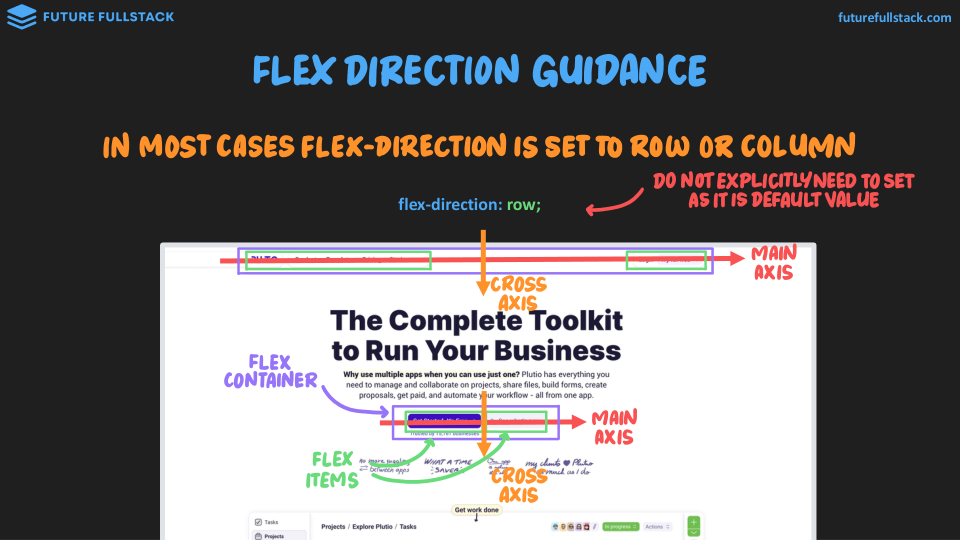 FUTURE FULLSTACK
futurefullstack.com
FLEX DIRECTION GUIDANCE
IN MOST CASES FLEX-DIRECTION IS SET TO ROW OR COLUMN
DO NOT EXPLICITLY NEED TO SET
AS IT IS DEFAULT VALUE
flex-direction: row;
MAIN
AXIS
CROSS
AXIS
The Complete Toolkit
to Run Your Business
FLEX
CONTAINER
Why use multiple apps when you can use just one? Plutio has everything you
need to manage and collaborate on projects, share files, build forms, create
proposals, get paid, and automate your workflow - all from one app.
MAIN
AXIS
FLEX
ITEMS
No more juggling
between apps
WHAT A TIME
SAVER
my clients ♥ Plutio
as much as I do
CROSS
AXIS
Get work done
Tasks
Projects
Projects / Explore Plutio / Tasks
In progress
Actions